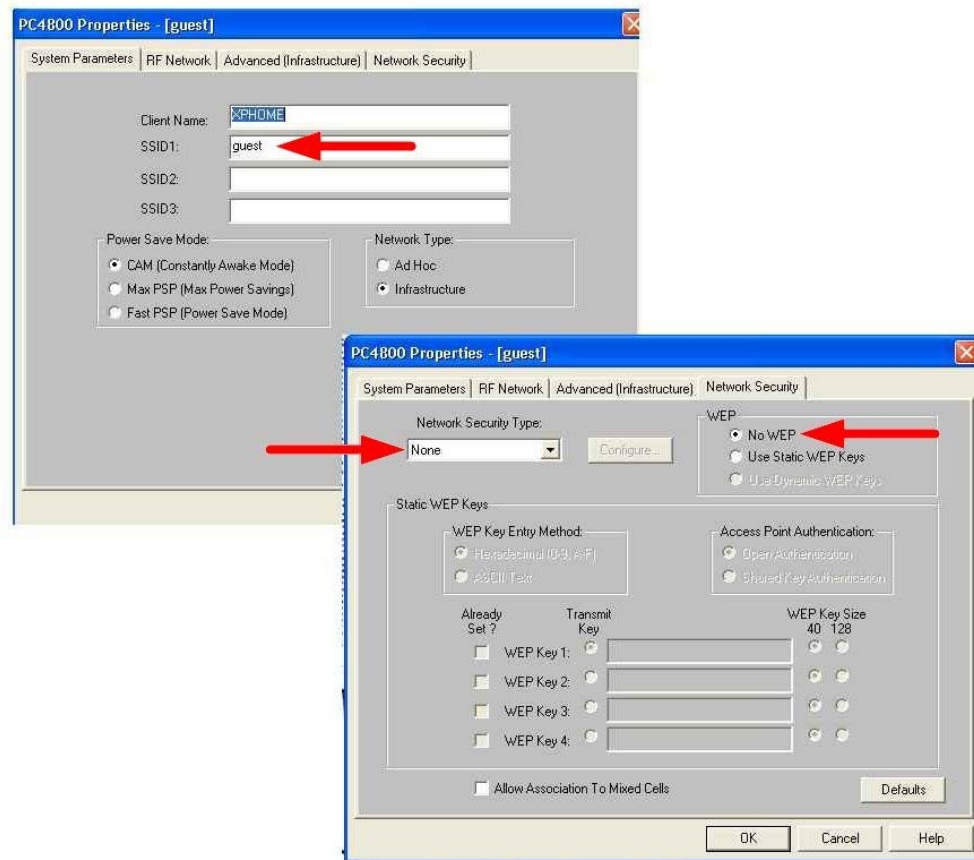 PC4800 Properties - [guest]
System Parameters RF Network Advanced (Infrastructure) Network Security
Client Name: XPHOME
SSID1: guest
SSID2:
SSID3:
Power Save Mode:
CAM (Constantly Awake Mode)
Max PSP (Max Power Savings)
Fast PSP (Power Save Mode)
Network Type:
Ad Hoc
Infrastructure
PC4800 Properties - [guest]
System Parameters RF Network Advanced (Infrastructure) Network Security
Network Security Type:
None Configure...
WEP
No WEP
Use Static WEP Keys
Use Dynamic WEP Keys
Static WEP Keys
WEP Key Entry Method:
Hexadecimal (0-9, A-F)
ASCII Text
Access Point Authentication:
Open Authentication
Shared Key Authentication
Already Transmit WEP Key Size
Set ? Key 40 128
WEP Key 1:
WEP Key 2:
WEP Key 3:
WEP Key 4:
Allow Association To Mixed Cells
Defaults
OK Cancel Help